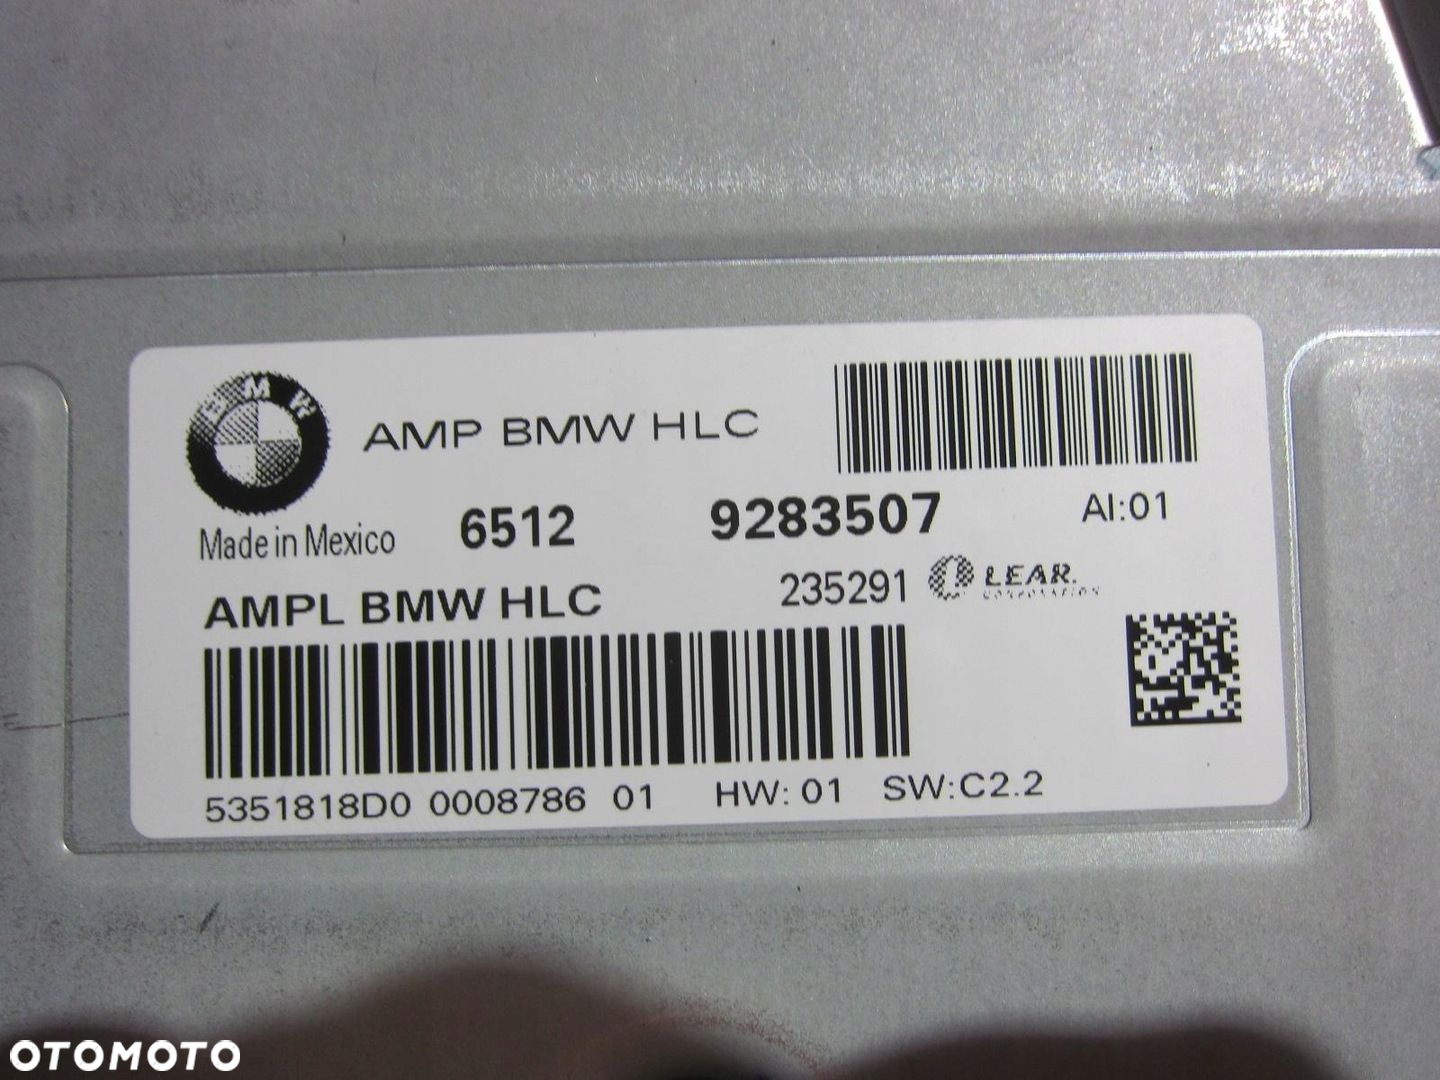 BMW
AMP BMW HLC
Made in Mexico 6512 9283507 AI:01
AMPL BMW HLC 235291 LEAR.
CORPORATION
5351818D0 0008786 01 HW: 01 SW:C2.2
OTOMOTO